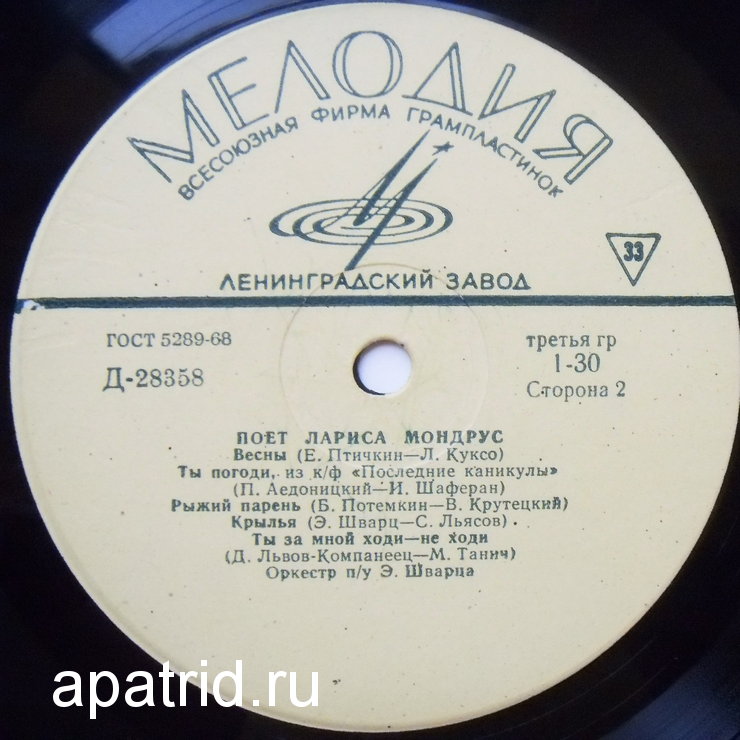 МЕЛОДИЯ
ВСЕСОЮЗНАЯ ФИРМА ГРАМПЛАСТИНОК
33
ЛЕНИНГРАДСКИЙ ЗАВОД
ГОСТ 5289-68
Д-28358
третья гр
1-30
Сторона 2
ПОЕТ ЛАРИСА МОНДРУС
Весны (Е. Птичкин—Л. Куксо)
Ты погоди, из к/ф «Последние каникулы»
(П. Аедоницкий—И. Шаферан)
Рыжий парень (Б. Потемкин—В. Крутецкий)
Крылья (Э. Шварц—С. Льясов)
Ты за мной ходи—не ходи
(Д. Львов-Компанеец—М. Танич)
Оркестр п/у Э. Шварца
apatrid.ru